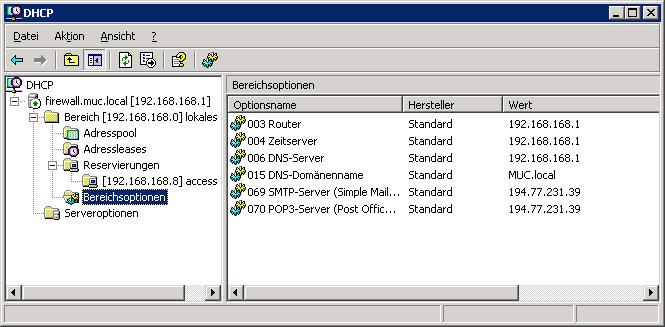 DHCP
Datei Aktion Ansicht ?
DHCP
firewall.muc.local [192.168.168.1]
Bereich [192.168.168.0] lokales
Adresspool
Adressleases
Reservierungen
[192.168.168.8] access
Bereichsoptionen
Serveroptionen
Bereichsoptionen
Optionsname Hersteller Wert
003 Router Standard 192.168.168.1
004 Zeitserver Standard 192.168.168.1
006 DNS-Server Standard 192.168.168.1
015 DNS-Domänenname Standard MUC.local
069 SMTP-Server (Simple Mail... Standard 194.77.231.39
070 POP3-Server (Post Offic... Standard 194.77.231.39